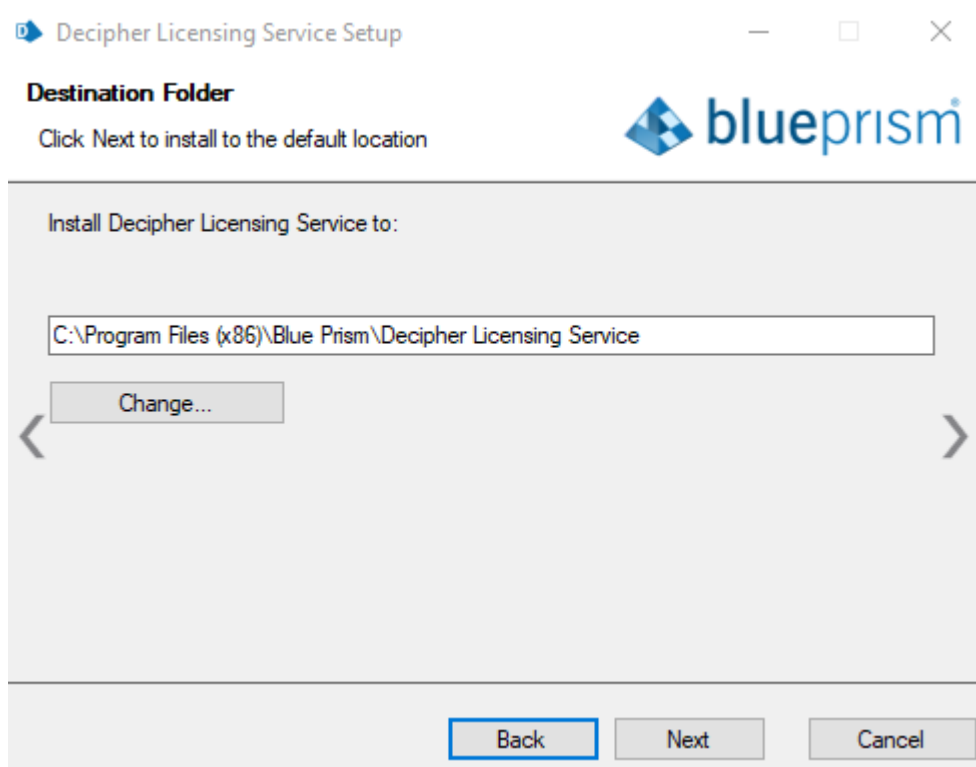 Decipher Licensing Service Setup
Destination Folder
Click Next to install to the default location
blueprism
Install Decipher Licensing Service to:
C:\Program Files (x86)\Blue Prism\Decipher Licensing Service
Change...
Back Next Cancel